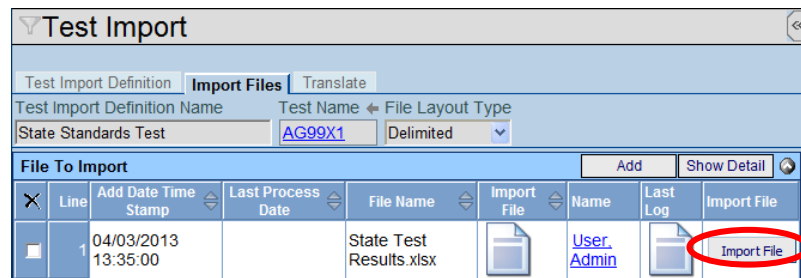 Test Import
Test Import Definition Import Files Translate
Test Import Definition Name Test Name File Layout Type
State Standards Test AG99X1 Delimited
File To Import Add Show Detail
X Line Add Date Time Stamp Last Process Date File Name Import File Name Last Log Import File
1 04/03/2013 13:35:00 State Test Results.xlsx User, Admin Import File